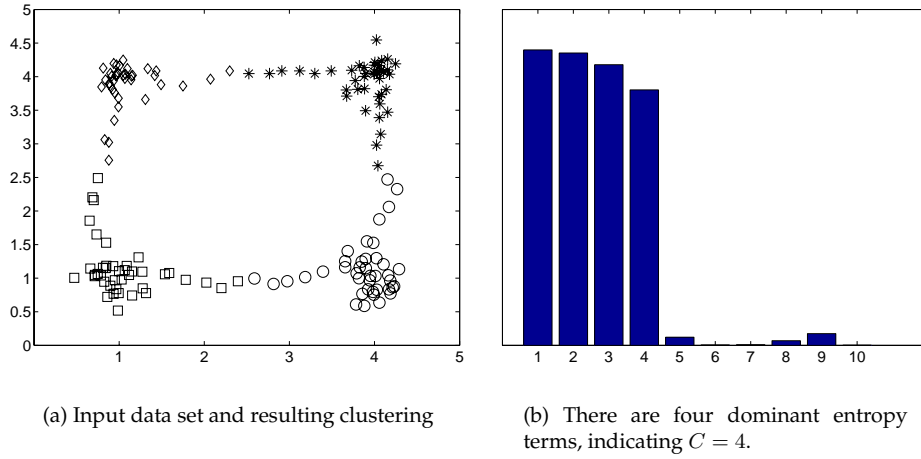 5
4.5
4
3.5
3
2.5
2
1.5
1
0.5
0
1 2 3 4 5
1 2 3 4 5 6 7 8 9 10
(a) Input data set and resulting clustering
(b) There are four dominant entropy
terms, indicating C = 4.